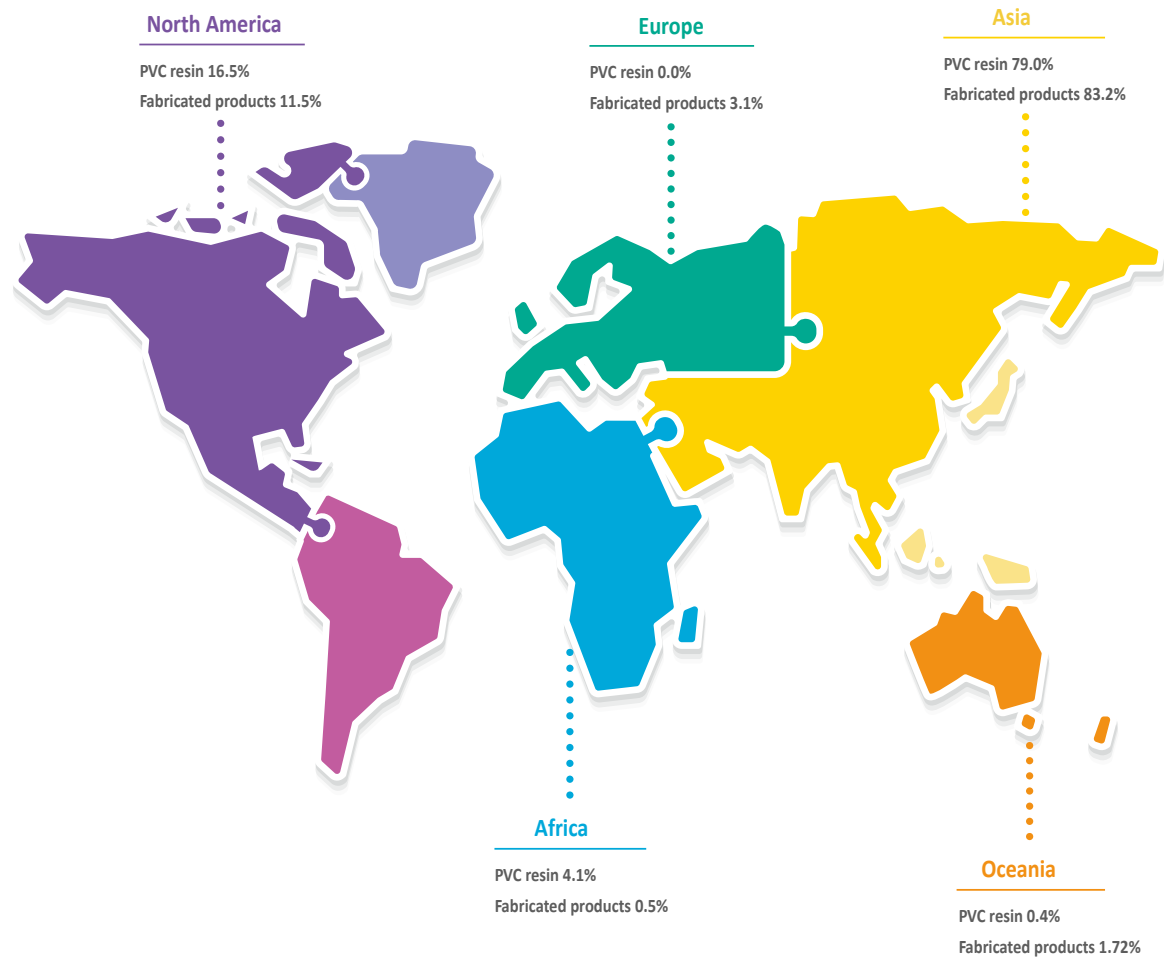 North America
PVC resin 16.5%
Fabricated products 11.5%
Europe
PVC resin 0.0%
Fabricated products 3.1%
Asia
PVC resin 79.0%
Fabricated products 83.2%
Africa
PVC resin 4.1%
Fabricated products 0.5%
Oceania
PVC resin 0.4%
Fabricated products 1.72%